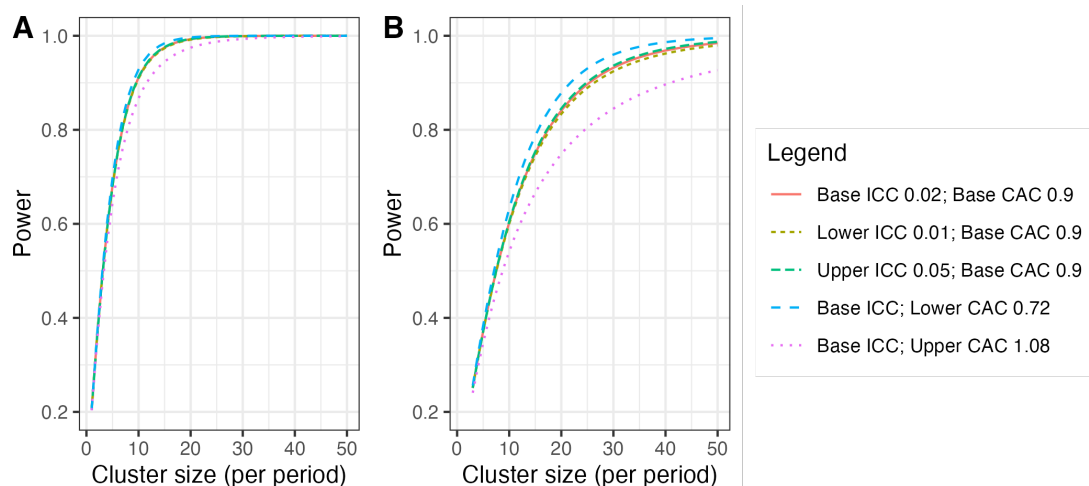 A
1.0
0.8
0.6
0.4
0.2
Power
0 10 20 30 40 50
Cluster size (per period)
B
1.0
0.8
0.6
0.4
0.2
Power
0 10 20 30 40 50
Cluster size (per period)
Legend
Base ICC 0.02; Base CAC 0.9
Lower ICC 0.01; Base CAC 0.9
Upper ICC 0.05; Base CAC 0.9
Base ICC; Lower CAC 0.72
Base ICC; Upper CAC 1.08